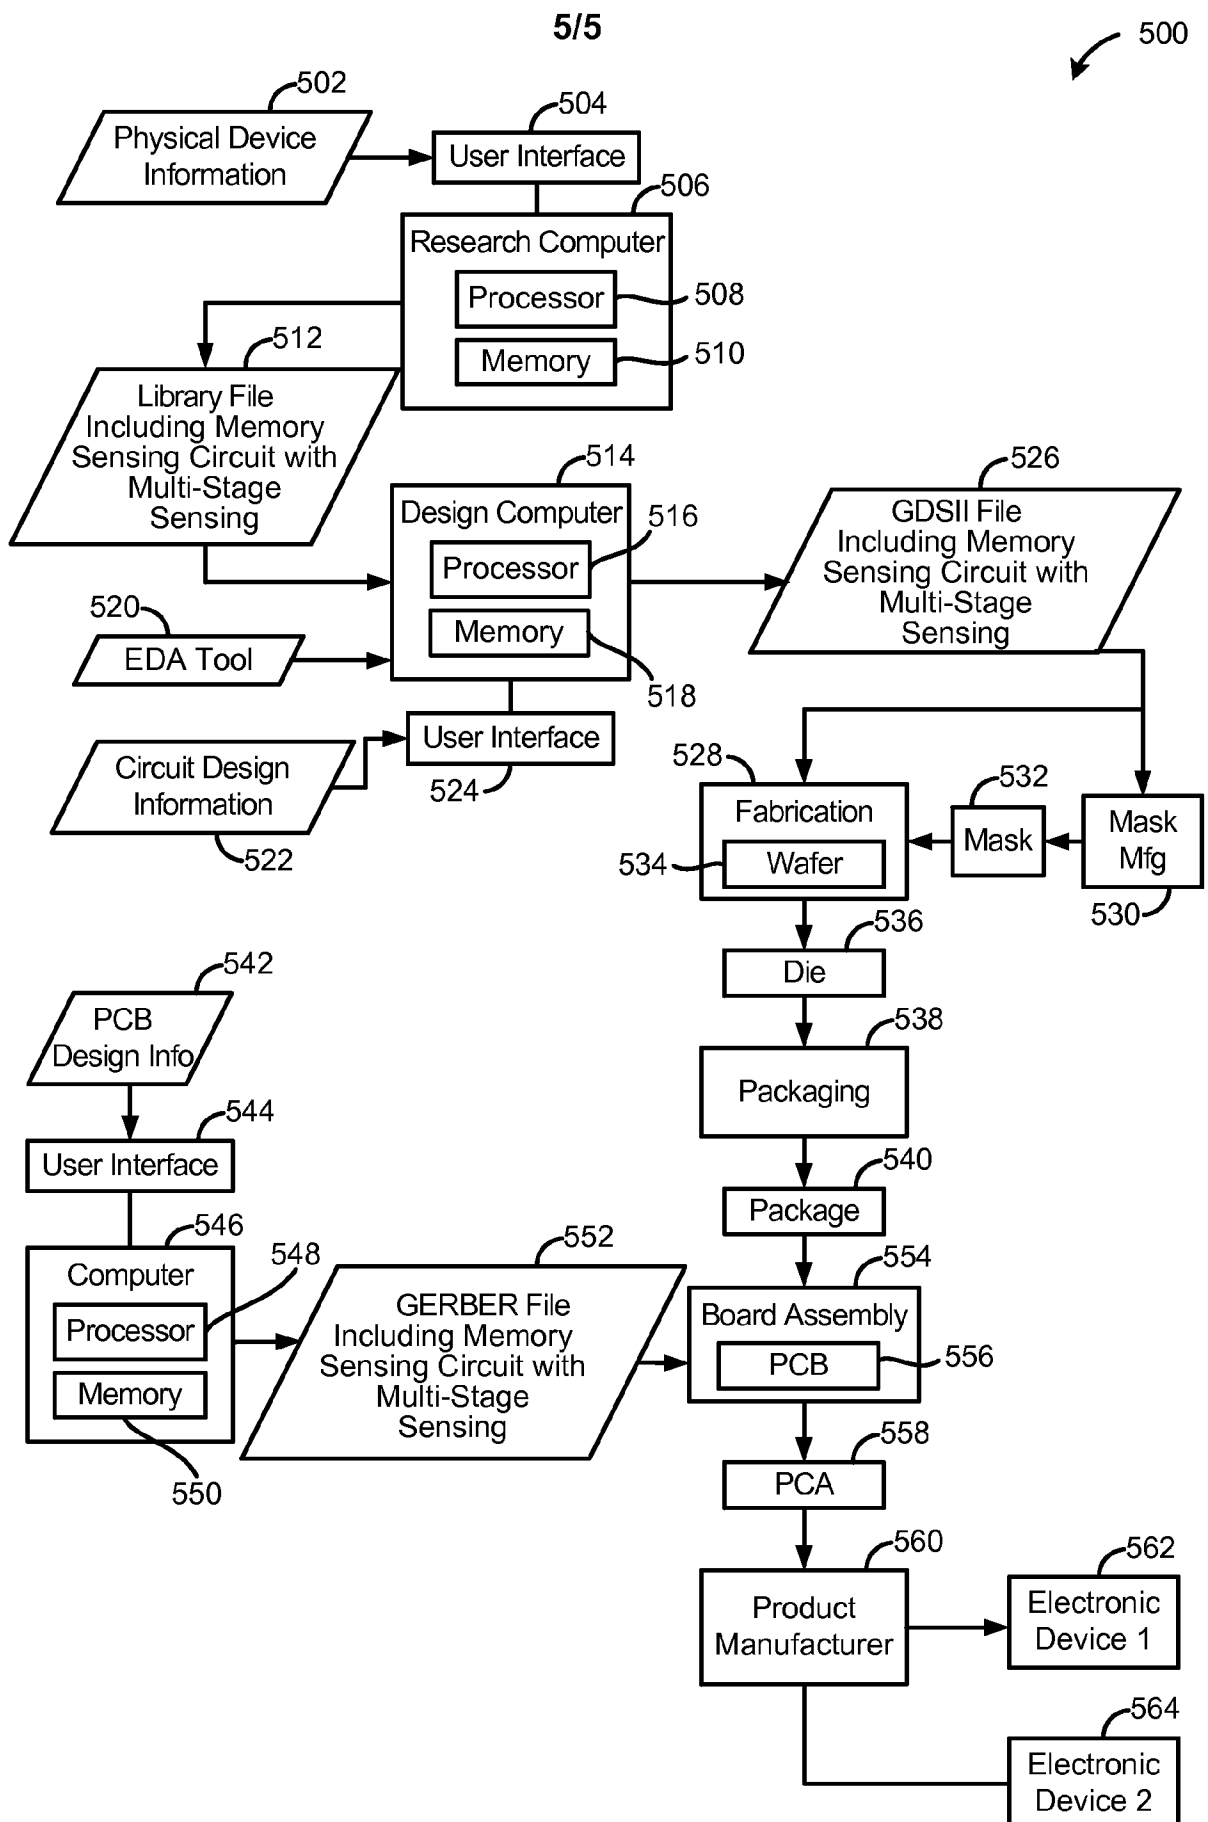 5/5
500
502
Physical Device
Information
504
User Interface
506
Research Computer
Processor
508
Memory
510
512
Library File
Including Memory
Sensing Circuit with
Multi-Stage
Sensing
514
Design Computer
Processor
516
Memory
518
520
EDA Tool
Circuit Design
Information
522
User Interface
524
526
GDSII File
Including Memory
Sensing Circuit with
Multi-Stage
Sensing
528
Fabrication
534
Wafer
532
Mask
Mask
Mfg
530
536
Die
538
Packaging
540
Package
542
PCB
Design Info
544
User Interface
546
Computer
548
Processor
Memory
550
552
GERBER File
Including Memory
Sensing Circuit with
Multi-Stage
Sensing
554
Board Assembly
PCB
556
558
PCA
560
Product
Manufacturer
562
Electronic
Device 1
564
Electronic
Device 2